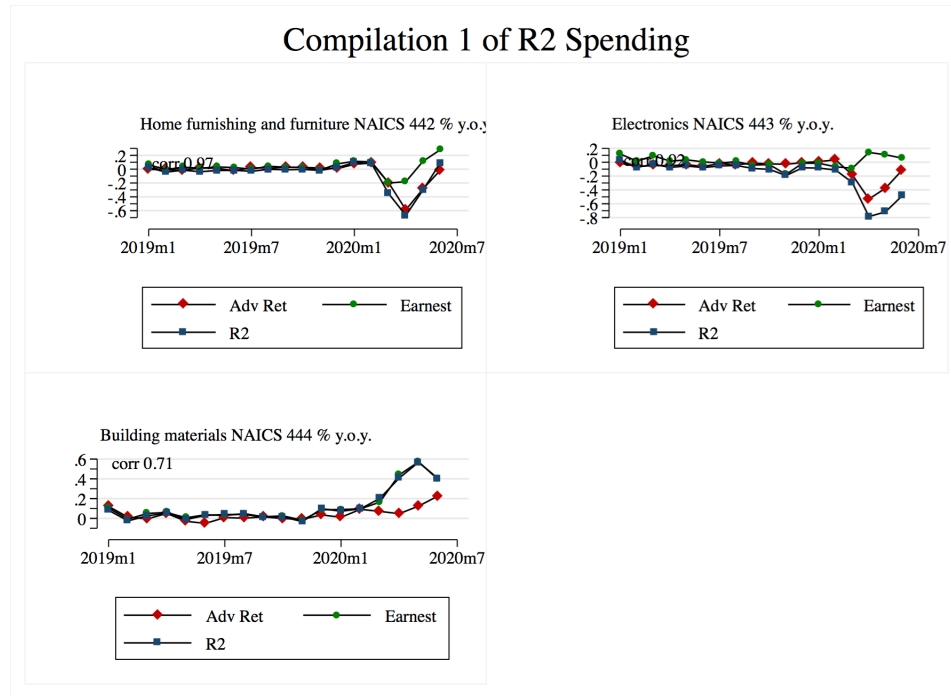 Compilation 1 of R2 Spending
Home furnishing and furniture NAICS 442 % y.o.y
corr 0.97
.2
0
-.2
-.4
-.6
2019m1 2019m7 2020m1 2020m7
Adv Ret Earnest
R2
Electronics NAICS 443 % y.o.y.
.2
0
-.2
-.4
-.6
-.8
2019m1 2019m7 2020m1 2020m7
Adv Ret Earnest
R2
Building materials NAICS 444 % y.o.y.
corr 0.71
.6
.4
.2
0
2019m1 2019m7 2020m1 2020m7
Adv Ret Earnest
R2